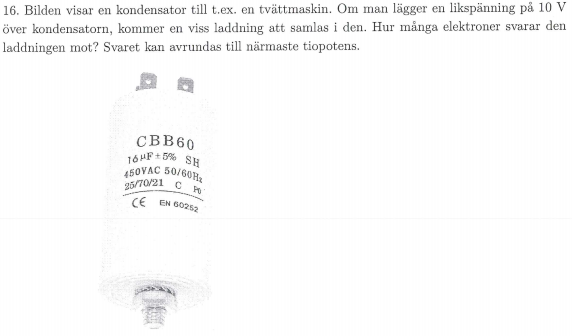 16. Bilden visar en kondensator till t.ex. en tvättmaskin. Om man lägger en likspänning på 10 V
över kondensatorn, kommer en viss laddning att samlas i den. Hur många elektroner svarar den
laddningen mot? Svaret kan avrundas till närmaste tiopotens.
CBB60
16µF±5% SH
450VAC 50/60Hz
25/70/21 C P0
CE EN 60252